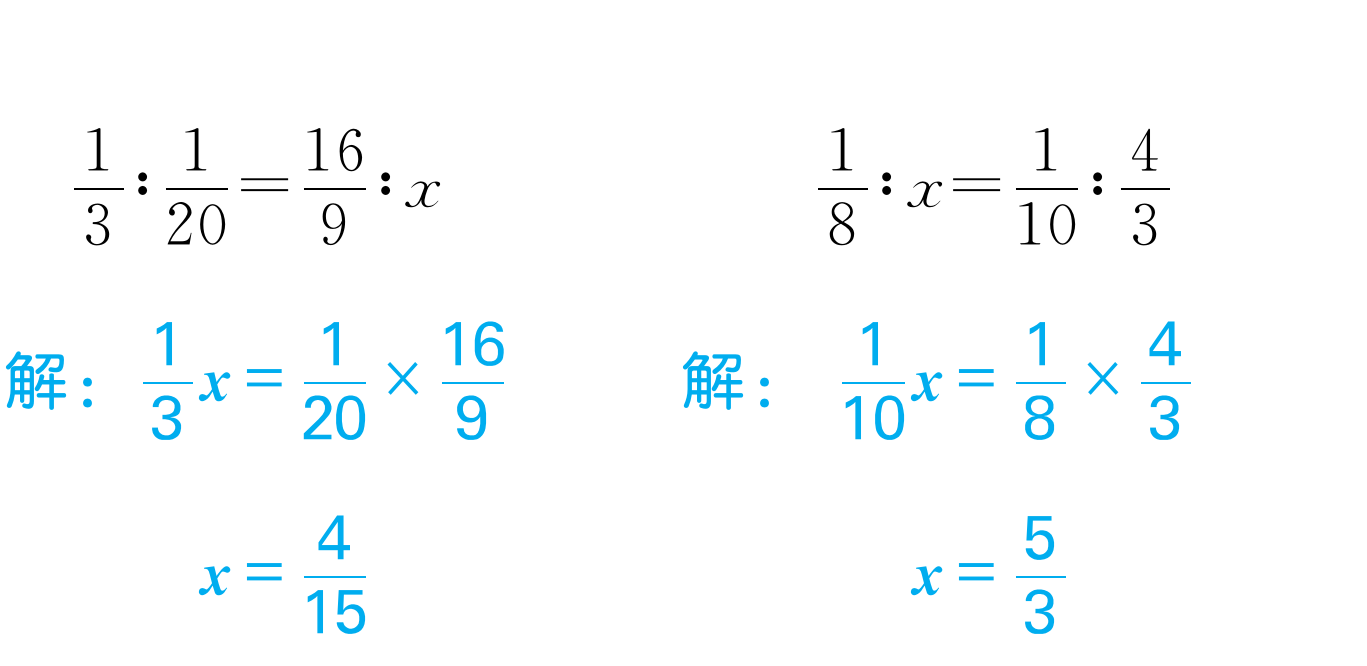 1/3 : 1/20 = 16/9 : x
1/8 : x = 1/10 : 4/3
解: 1/3 x = 1/20 × 16/9
解: 1/10 x = 1/8 × 4/3
x = 4/15
x = 5/3